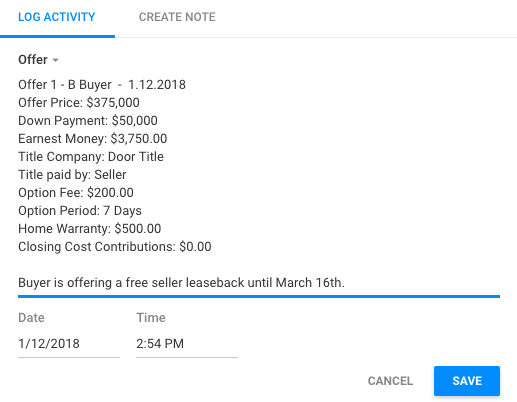 LOG ACTIVITY
CREATE NOTE
Offer
Offer 1 - B Buyer  -  1.12.2018
Offer Price: $375,000
Down Payment: $50,000
Earnest Money: $3,750.00
Title Company: Door Title
Title paid by: Seller
Option Fee: $200.00
Option Period: 7 Days
Home Warranty: $500.00
Closing Cost Contributions: $0.00
Buyer is offering a free seller leaseback until March 16th.
Date
Time
1/12/2018
2:54 PM
CANCEL
SAVE